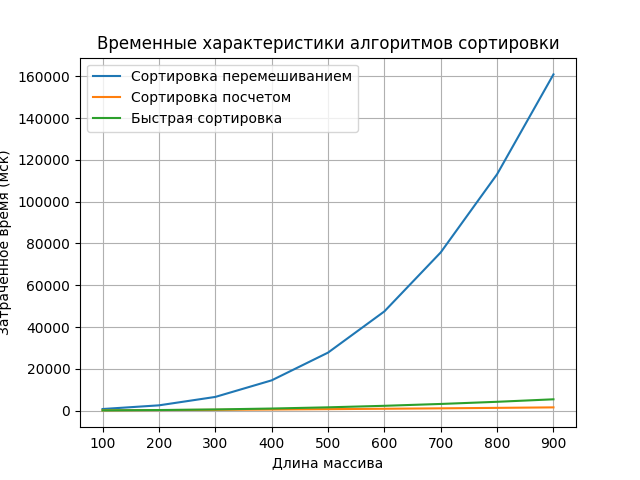 Временные характеристики алгоритмов сортировки
Сортировка перемешиванием
Сортировка посчетом
Быстрая сортировка
Затраченное время (мск)
160000
140000
120000
100000
80000
60000
40000
20000
0
100 200 300 400 500 600 700 800 900
Длина массива